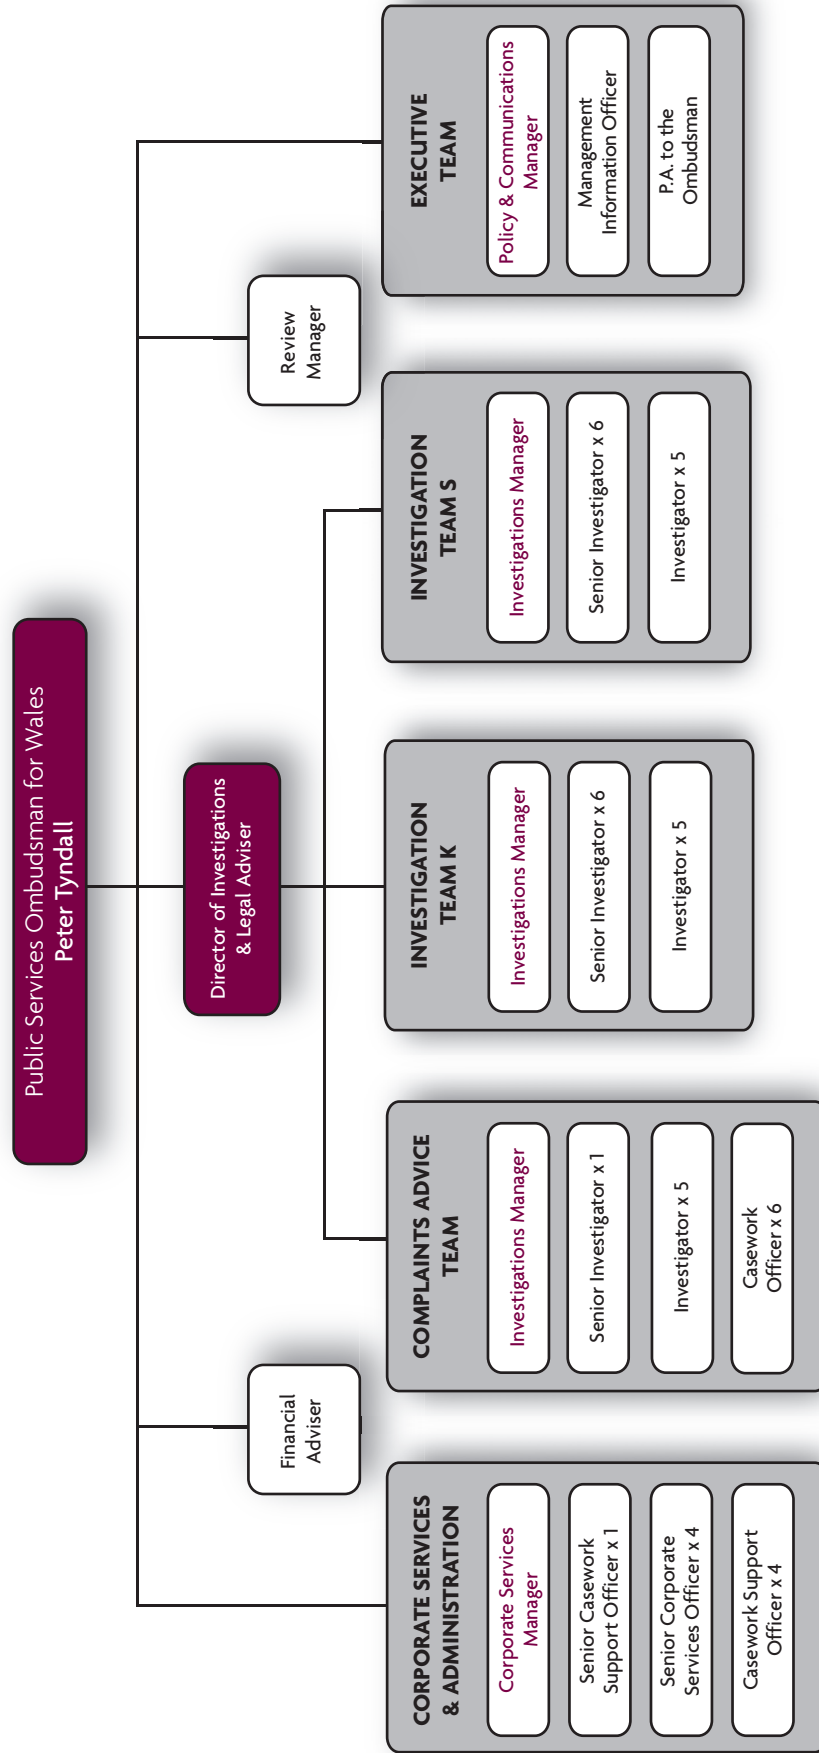 Public Services Ombudsman for Wales
Peter Tyndall
Director of Investigations
& Legal Adviser
Financial
Adviser
Review
Manager
CORPORATE SERVICES
& ADMINISTRATION
Corporate Services
Manager
Senior Casework
Support Officer x 1
Senior Corporate
Services Officer x 4
Casework Support
Officer x 4
COMPLAINTS ADVICE
TEAM
Investigations Manager
Senior Investigator x 1
Investigator x 5
Casework
Officer x 6
INVESTIGATION
TEAM K
Investigations Manager
Senior Investigator x 6
Investigator x 5
INVESTIGATION
TEAM S
Investigations Manager
Senior Investigator x 6
Investigator x 5
EXECUTIVE
TEAM
Policy & Communications
Manager
Management
Information Officer
P.A. to the
Ombudsman